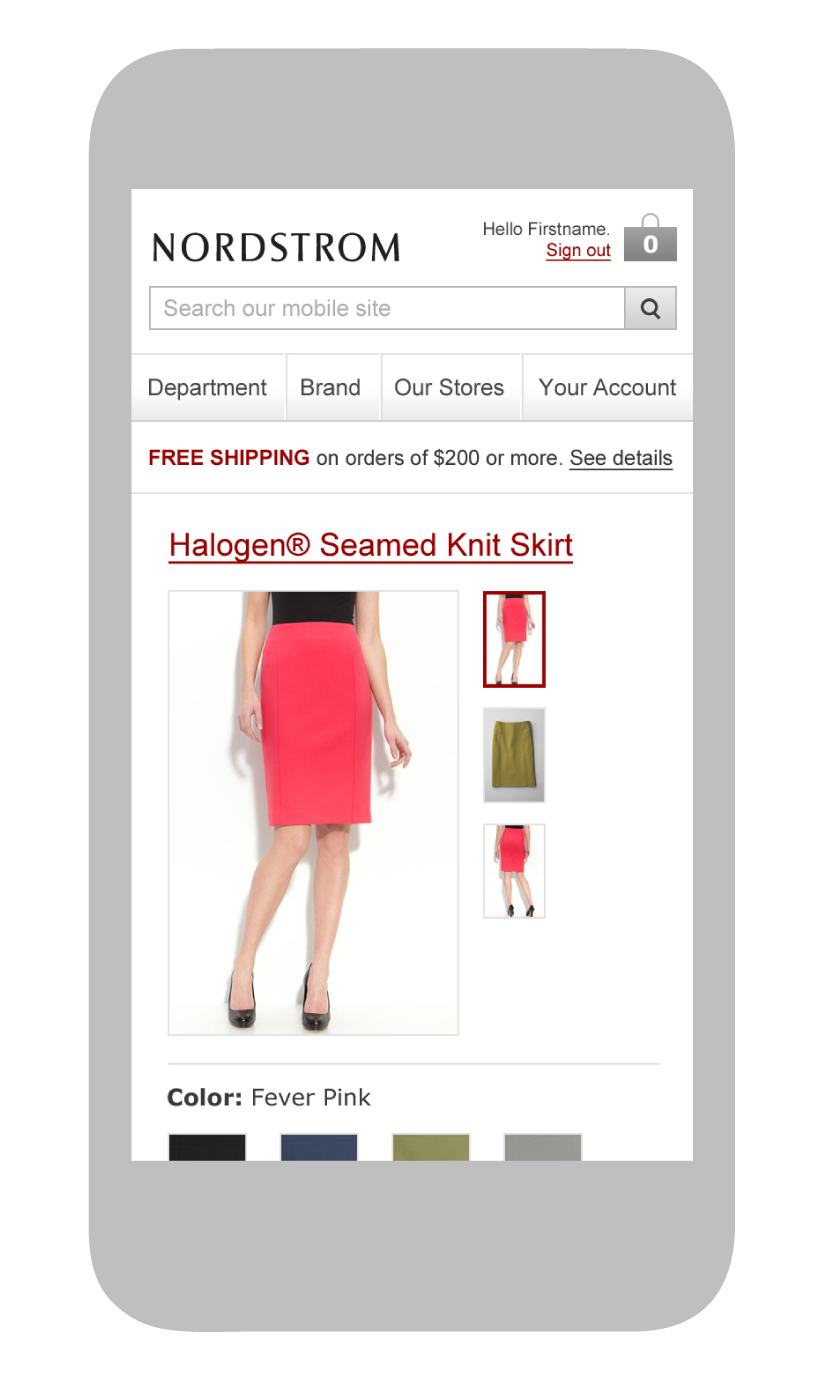 NORDSTROM
Hello Firstname.
Sign out
0
Search our mobile site
Department Brand Our Stores Your Account
FREE SHIPPING on orders of $200 or more. See details
Halogen® Seamed Knit Skirt
Color: Fever Pink